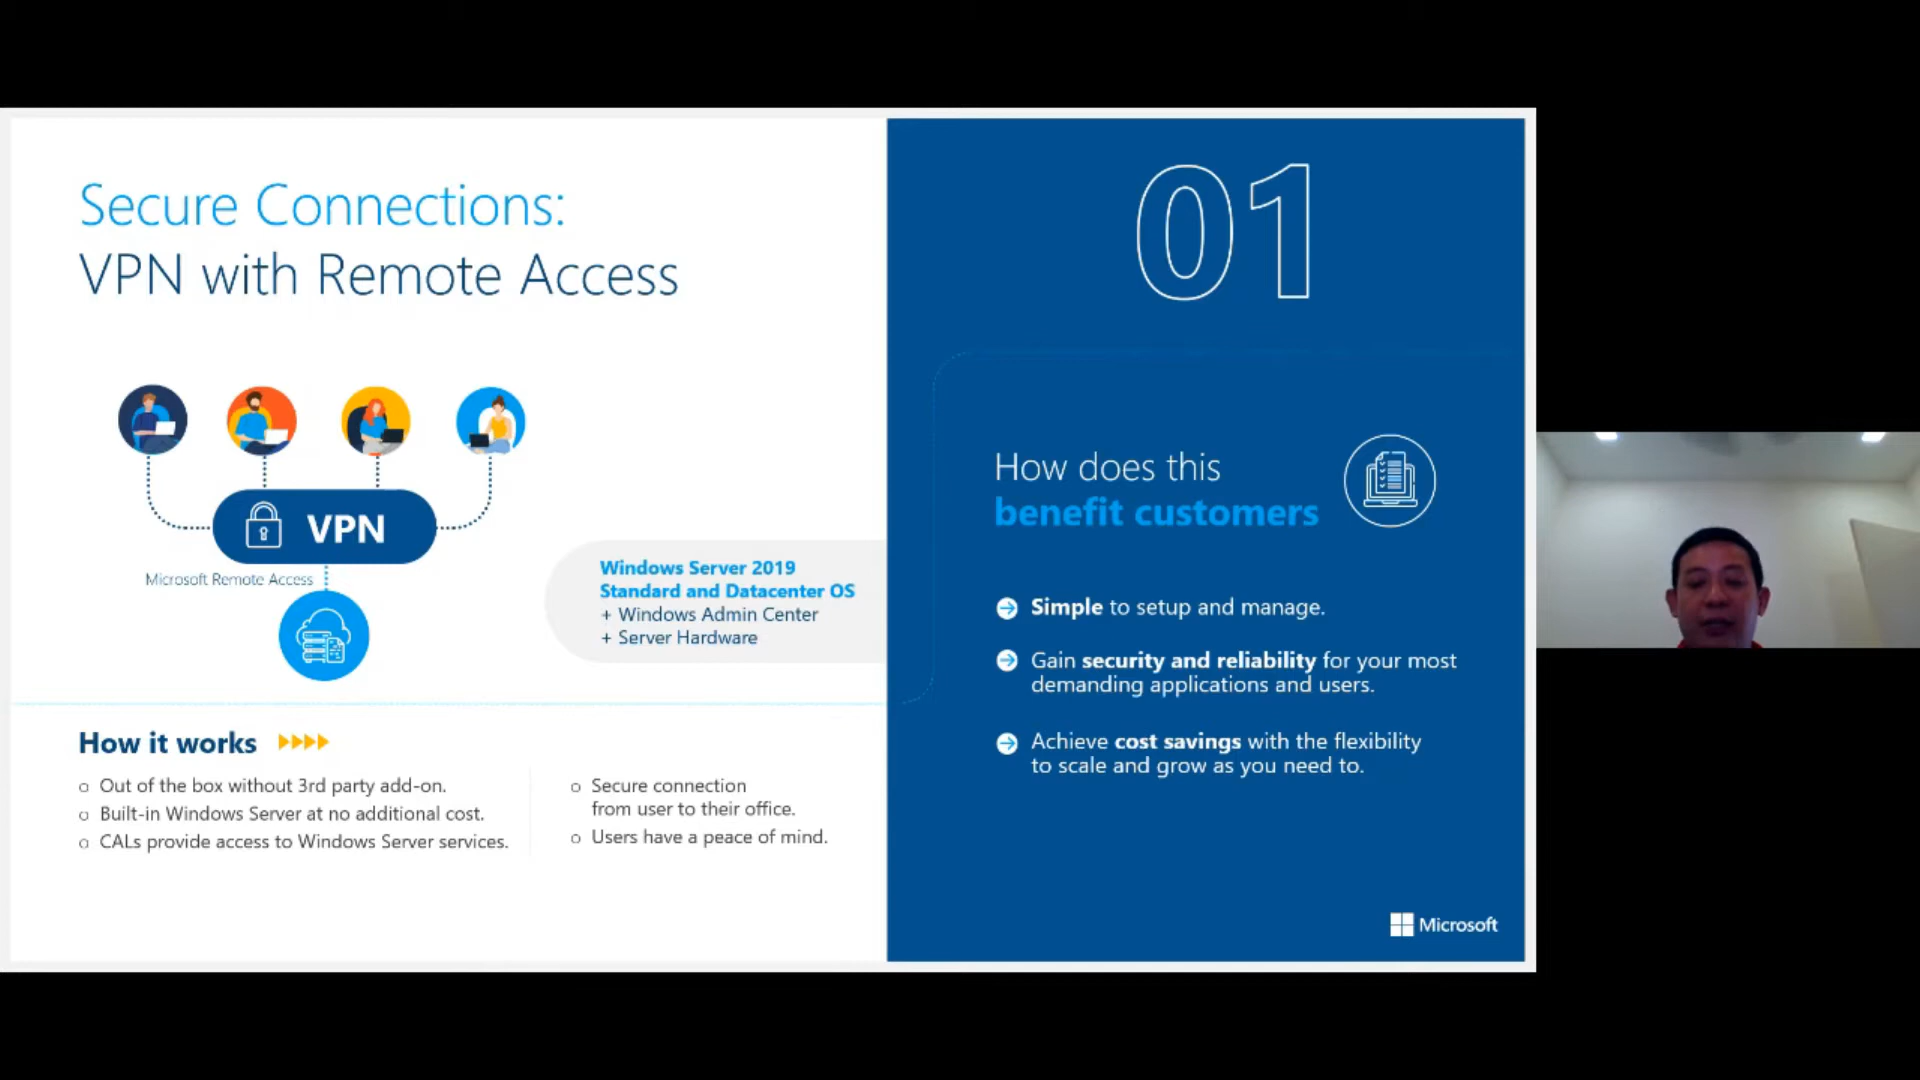 Secure Connections:
VPN with Remote Access
VPN
Microsoft Remote Access
Windows Server 2019
Standard and Datacenter OS
+ Windows Admin Center
+ Server Hardware
How it works
Out of the box without 3rd party add-on.
Built-in Windows Server at no additional cost.
CALs provide access to Windows Server services.
Secure connection
from user to their office.
Users have a peace of mind.
01
How does this
benefit customers
Simple to setup and manage.
Gain security and reliability for your most
demanding applications and users.
Achieve cost savings with the flexibility
to scale and grow as you need to.
Microsoft